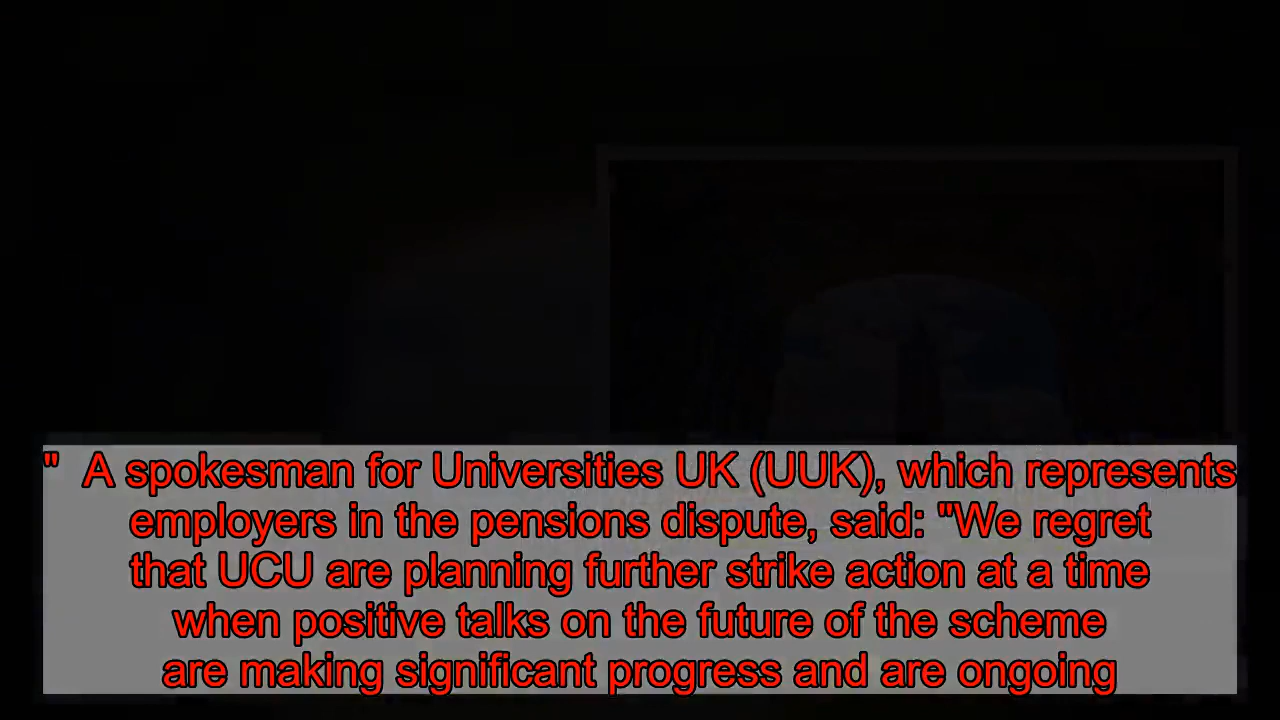 "  A spokesman for Universities UK (UUK), which represents
employers in the pensions dispute, said: "We regret
that UCU are planning further strike action at a time
when positive talks on the future of the scheme
are making significant progress and are ongoing